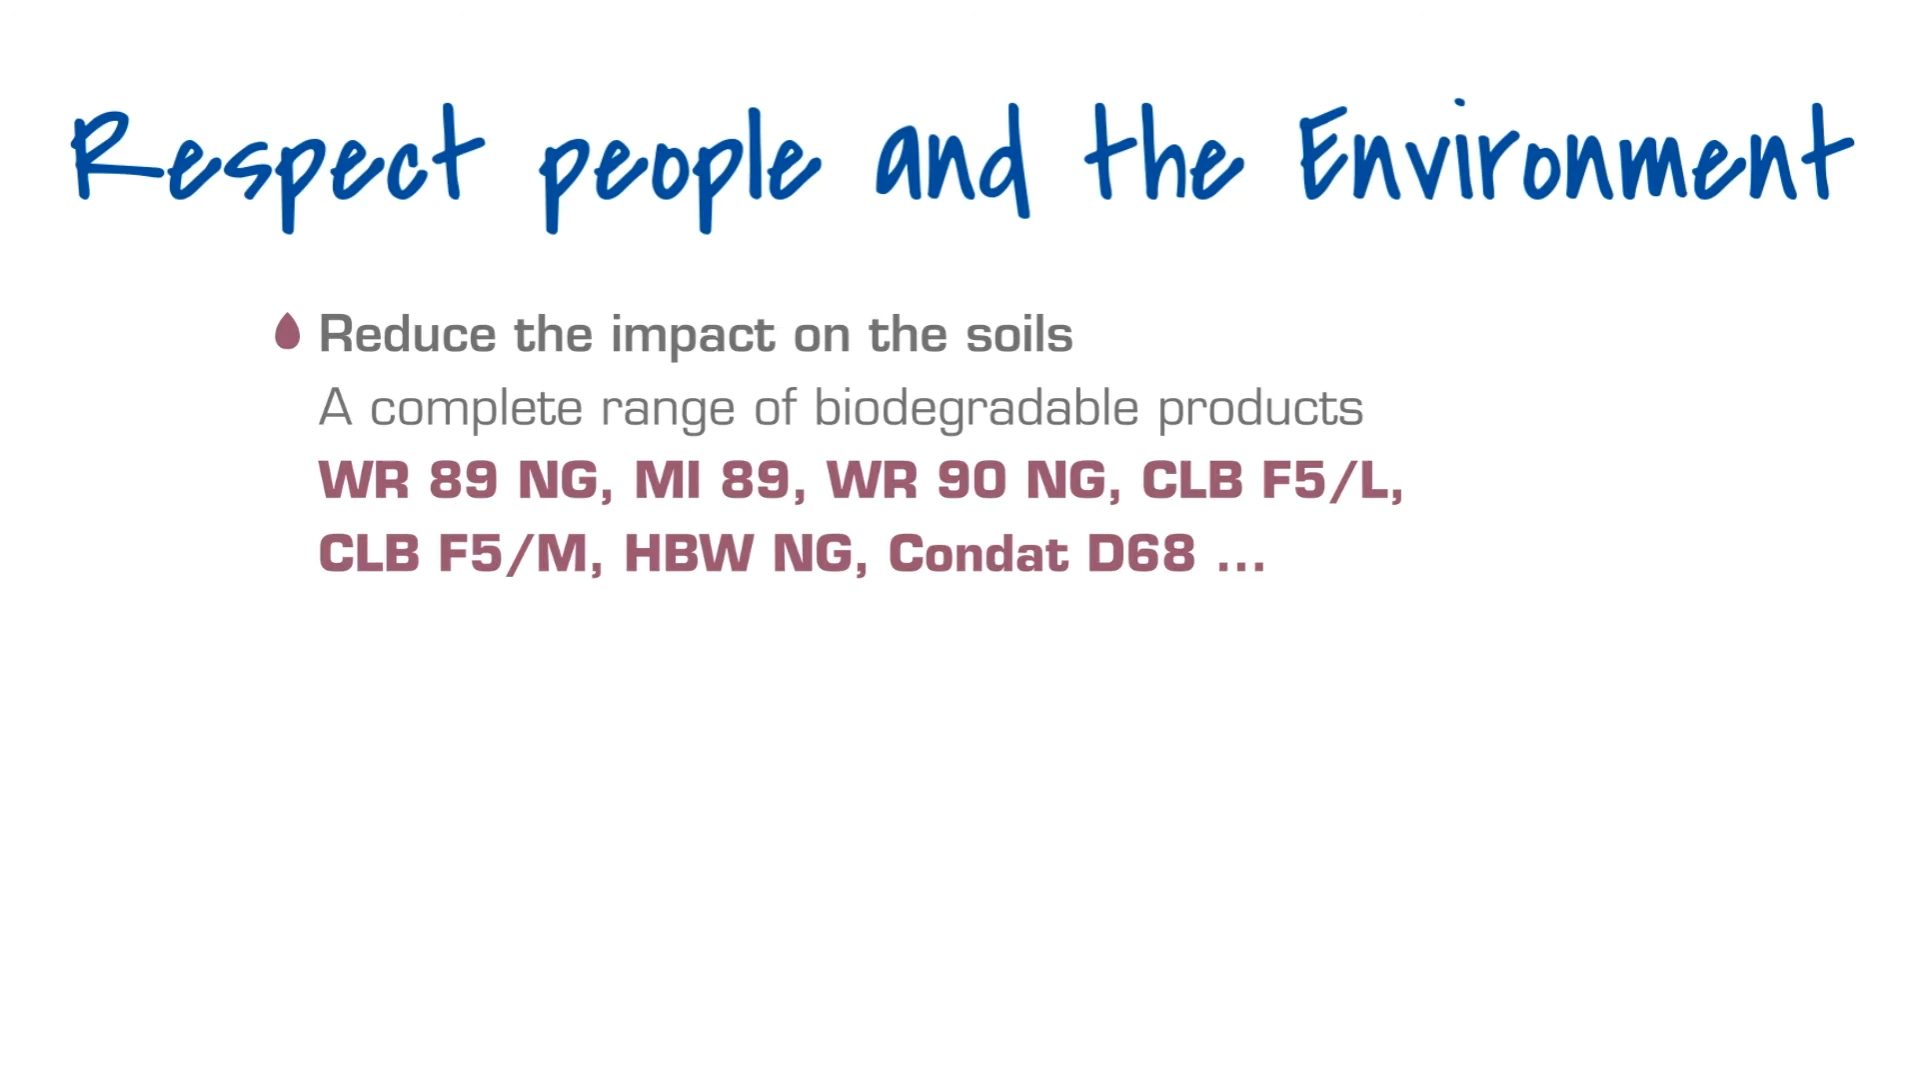 Respect people and the Environment
Reduce the impact on the soils
A complete range of biodegradable products
WR 89 NG, MI 89, WR 90 NG, CLB F5/L,
CLB F5/M, HBW NG, Condat D68 ...